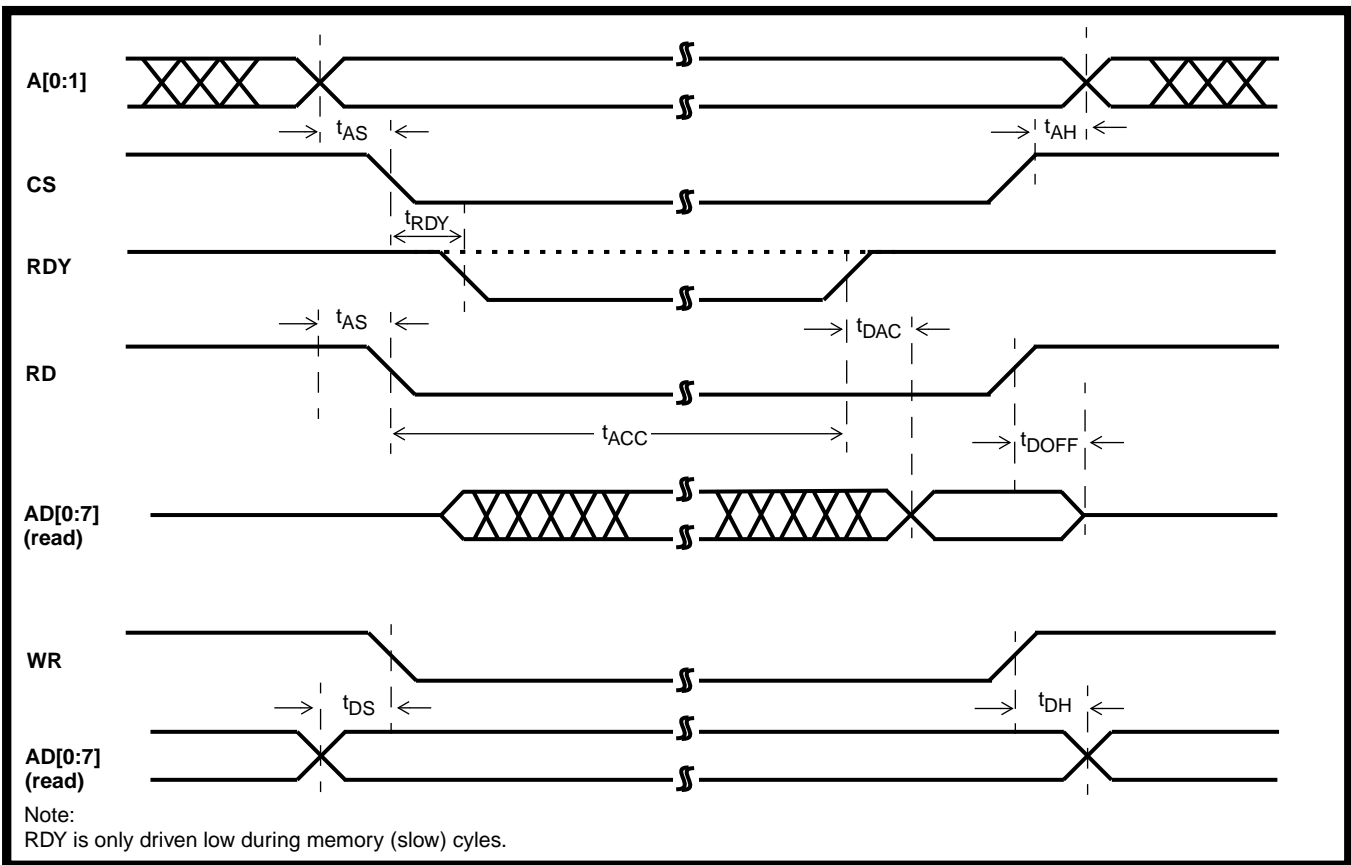 A[0:1]
tAS
tAH
CS
tRDY
RDY
tAS
tDAC
RD
tACC
tDOFF
AD[0:7]
(read)
WR
tDS
tDH
AD[0:7]
(read)
Note:
RDY is only driven low during memory (slow) cyles.